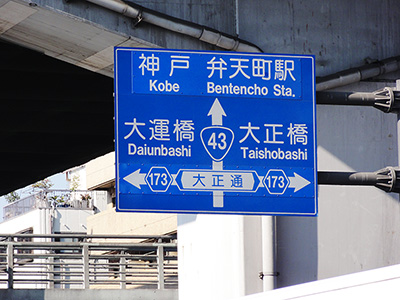 神戸 弁天町駅
Kobe Bentencho Sta.
43
大運橋 大正橋
Daiunbashi Taishobashi
173 大正通 173